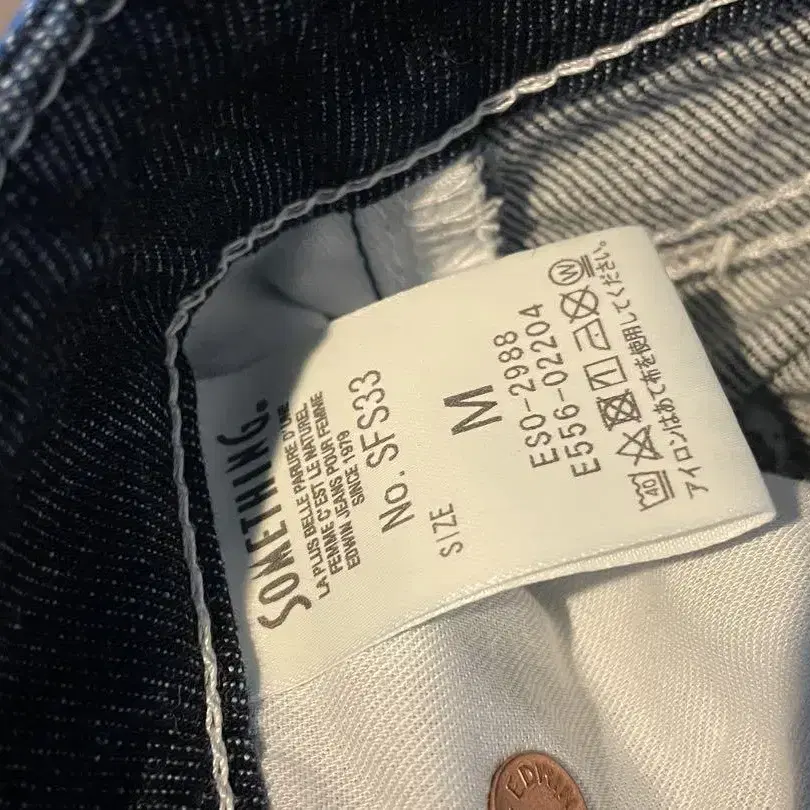 SOMETHING.
LA PLUS BELLE PARURE D'UNE
FEMME C'EST LE NATUREL
EDWIN JEANS POUR FEMME
SINCE 1979
No. SFS33
SIZE
M
ESO-2988
E556-02204
40
W
アイロンはあて布を使用してください。